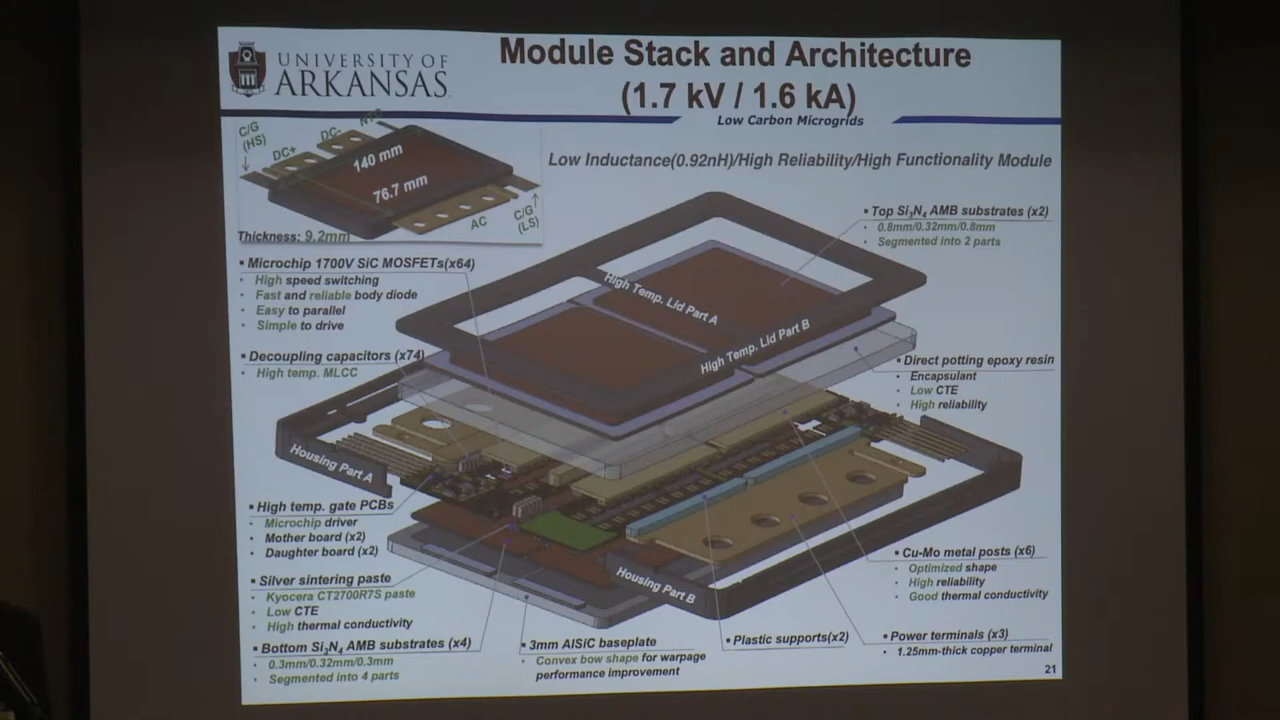 UNIVERSITY OF
ARKANSAS
Module Stack and Architecture
(1.7 kV / 1.6 kA)
Low Carbon Microgrids
Low Inductance(0.92nH)/High Reliability/High Functionality Module
C/G
(HS)
DC+
DC-
140 mm
76.7 mm
AC
C/G
(LS)
Thickness: 9.2mm
▪ Microchip 1700V SiC MOSFETs(x64)
• High speed switching
• Fast and reliable body diode
• Easy to parallel
• Simple to drive
▪ Decoupling capacitors (x74)
• High temp. MLCC
▪ High temp. gate PCBs
• Microchip driver
• Mother board (x2)
• Daughter board (x2)
▪ Silver sintering paste
• Kyocera CT2700R7S paste
• Low CTE
• High thermal conductivity
▪ Bottom Si3N4 AMB substrates (x4)
• 0.3mm/0.32mm/0.3mm
• Segmented into 4 parts
High Temp. Lid Part A
High Temp. Lid Part B
Housing Part A
Housing Part B
▪ Top Si3N4 AMB substrates (x2)
• 0.8mm/0.32mm/0.8mm
• Segmented into 2 parts
▪ Direct potting epoxy resin
• Encapsulant
• Low CTE
• High reliability
▪ Cu-Mo metal posts (x6)
• Optimized shape
• High reliability
• Good thermal conductivity
▪ 3mm AlSiC baseplate
• Convex bow shape for warpage
performance improvement
▪ Plastic supports(x2)
▪ Power terminals (x3)
• 1.25mm-thick copper terminal
21